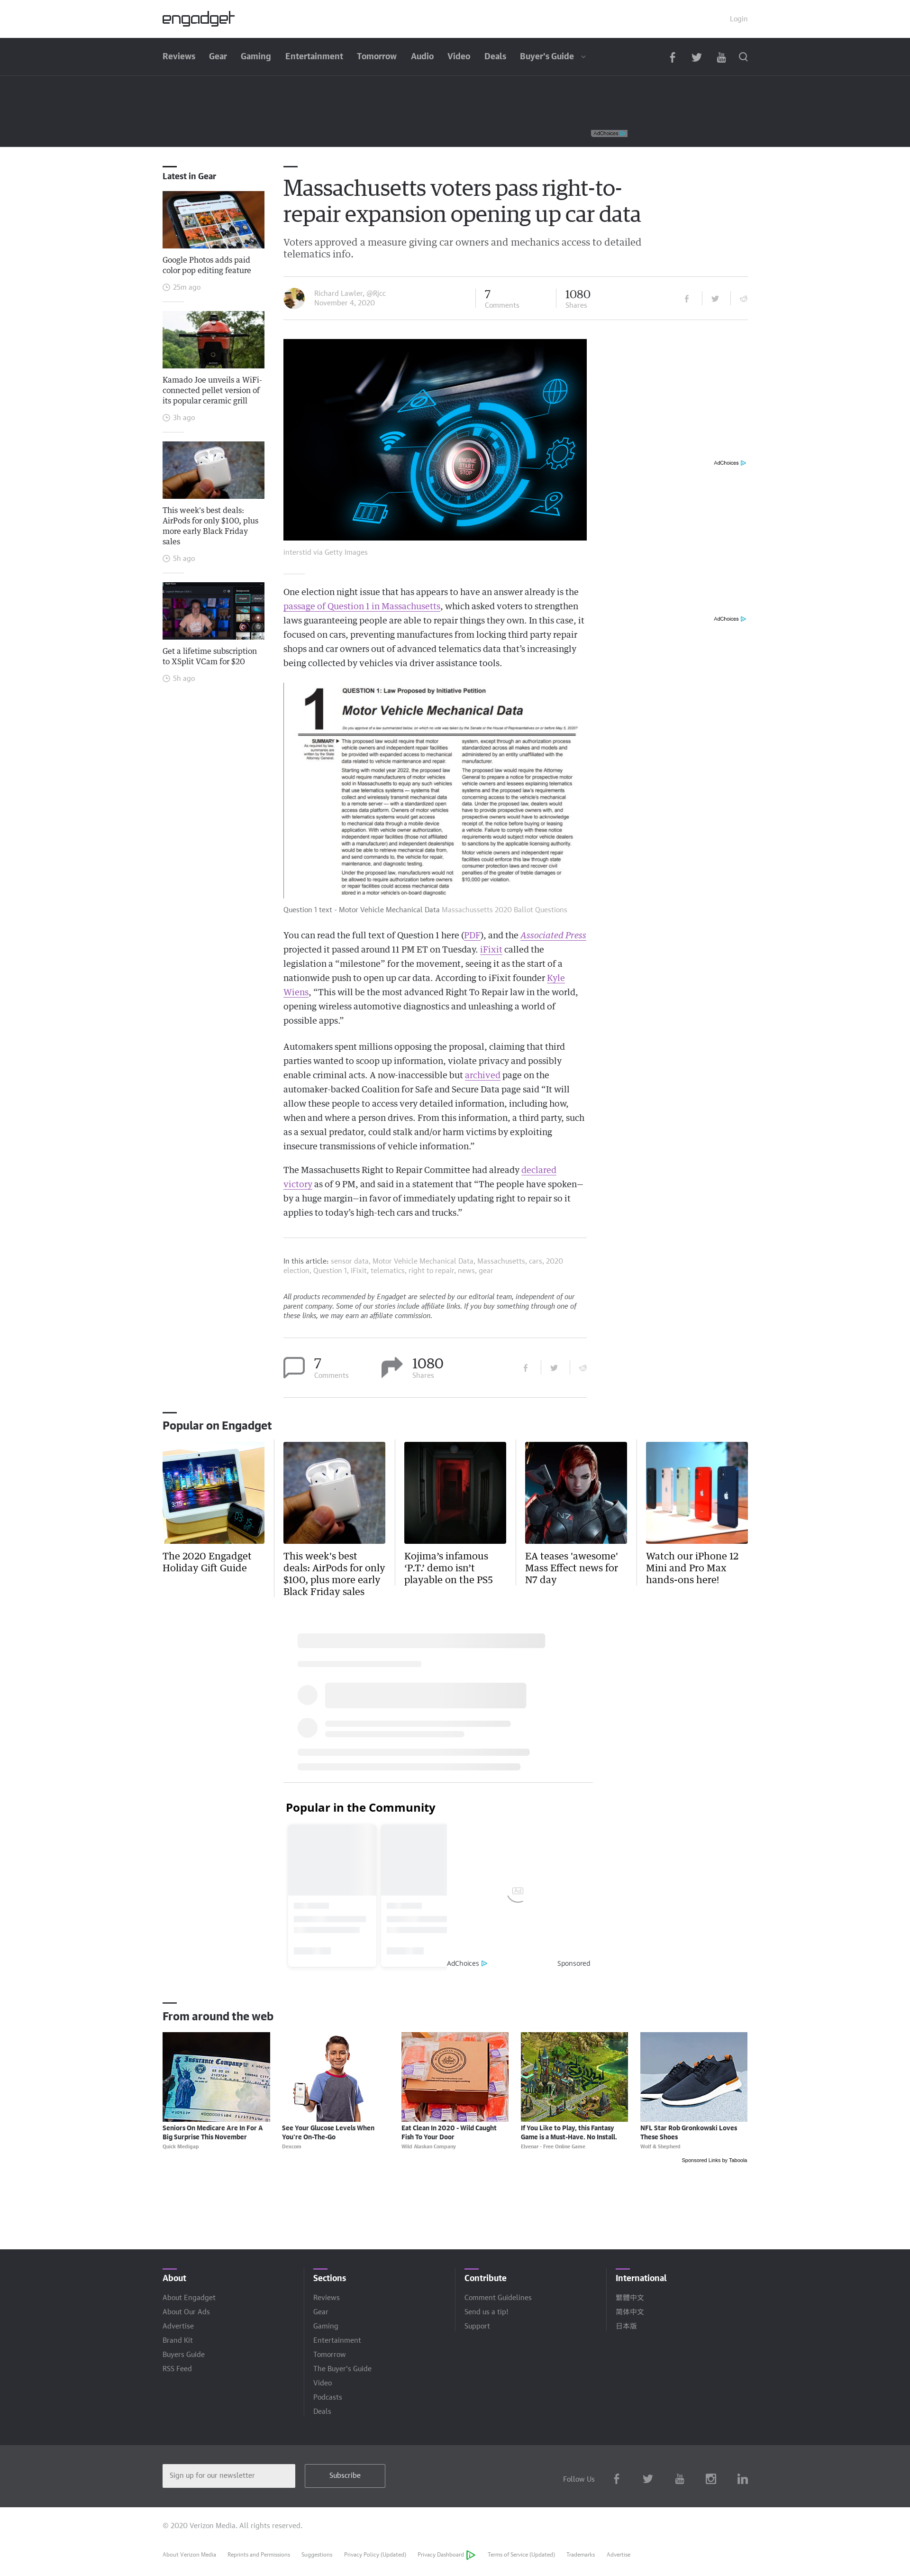 engadget
Login
Reviews Gear Gaming Entertainment Tomorrow Audio Video Deals Buyer's Guide
AdChoices
Latest in Gear
Google Photos adds paid
color pop editing feature
25m ago
Kamado Joe unveils a WiFi-
connected pellet version of
its popular ceramic grill
3h ago
This week's best deals:
AirPods for only $100, plus
more early Black Friday
sales
5h ago
Get a lifetime subscription
to XSplit VCam for $20
5h ago
Massachusetts voters pass right-to-
repair expansion opening up car data
Voters approved a measure giving car owners and mechanics access to detailed
telematics info.
Richard Lawler, @Rjcc
November 4, 2020
7
Comments
1080
Shares
ENGINE
START
STOP
AdChoices
AdChoices
interstid via Getty Images
One election night issue that has appears to have an answer already is the
passage of Question 1 in Massachusetts, which asked voters to strengthen
laws guaranteeing people are able to repair things they own. In this case, it
focused on cars, preventing manufacturers from locking third party repair
shops and car owners out of advanced telematics data that's increasingly
being collected by vehicles via driver assistance tools.
1
QUESTION 1: Law Proposed by Initiative Petition
Motor Vehicle Mechanical Data
Do you approve of a law summarized below, on which no vote was taken by the Senate or the House of Representatives on or before May 5, 2020?
SUMMARY
As required by law,
summaries are written
by the State Attorney
General.
This proposed law would require that motor
vehicle owners and independent repair facilities
be provided with expanded access to mechanical
data related to vehicle maintenance and repair.
Starting with model year 2022, the proposed law
would require manufacturers of motor vehicles
sold in Massachusetts to equip any such vehicles
that use telematics systems –- systems that
collect and wirelessly transmit mechanical data
to a remote server –- with a standardized open
access data platform. Owners of motor vehicles
with telematics systems would get access
to mechanical data through a mobile device
application. With vehicle owner authorization,
independent repair facilities (those not affiliated
with a manufacturer) and independent dealerships
would be able to retrieve mechanical data from,
and send commands to, the vehicle for repair,
maintenance, and diagnostic testing.
Under the proposed law, manufacturers would not
be allowed to require authorization before owners
or repair facilities could access mechanical data
stored in a motor vehicle's on-board diagnostic
system, except through an authorization process
standardized across all makes and models and
administered by an entity unaffiliated with the
manufacturer.
The proposed law would require the Attorney
General to prepare a notice for prospective motor
vehicle owners and lessees explaining telematics
systems and the proposed law's requirements
concerning access to the vehicle's mechanical
data. Under the proposed law, dealers would
have to provide prospective owners with, and
prospective owners would have to acknowledge
receipt of, the notice before buying or leasing
a vehicle. Failure to comply with these notice
requirements would subject motor vehicle dealers
to sanctions by the applicable licensing authority.
Motor vehicle owners and independent repair
facilities could enforce this law through state
consumer protection laws and recover civil
penalties of the greater of treble damages or
$10,000 per violation.
Question 1 text - Motor Vehicle Mechanical Data Massachussetts 2020 Ballot Questions
You can read the full text of Question 1 here (PDF), and the Associated Press
projected it passed around 11 PM ET on Tuesday. iFixit called the
legislation a “milestone” for the movement, seeing it as the start of a
nationwide push to open up car data. According to iFixit founder Kyle
Wiens, “This will be the most advanced Right To Repair law in the world,
opening wireless automotive diagnostics and unleashing a world of
possible apps.”
Automakers spent millions opposing the proposal, claiming that third
parties wanted to scoop up information, violate privacy and possibly
enable criminal acts. A now-inaccessible but archived page on the
automaker-backed Coalition for Safe and Secure Data page said “It will
allow these people to access very detailed information, including how,
when and where a person drives. From this information, a third party, such
as a sexual predator, could stalk and/or harm victims by exploiting
insecure transmissions of vehicle information.”
The Massachusetts Right to Repair Committee had already declared
victory as of 9 PM, and said in a statement that “The people have spoken—
by a huge margin—in favor of immediately updating right to repair so it
applies to today’s high-tech cars and trucks.”
In this article: sensor data, Motor Vehicle Mechanical Data, Massachusetts, cars, 2020
election, Question 1, iFixit, telematics, right to repair, news, gear
All products recommended by Engadget are selected by our editorial team, independent of our
parent company. Some of our stories include affiliate links. If you buy something through one of
these links, we may earn an affiliate commission.
7
Comments
1080
Shares
Popular on Engadget
3:15
03 15
N7
The 2020 Engadget
Holiday Gift Guide
This week's best
deals: AirPods for only
$100, plus more early
Black Friday sales
Kojima's infamous
'P.T.' demo isn't
playable on the PS5
EA teases 'awesome'
Mass Effect news for
N7 day
Watch our iPhone 12
Mini and Pro Max
hands-ons here!
Popular in the Community
Ad
AdChoices
Sponsored
From around the web
Insurance Company
Seniors On Medicare Are In For A
Big Surprise This November
Quick Medigap
See Your Glucose Levels When
You're On-The-Go
Dexcom
Eat Clean In 2020 - Wild Caught
Fish To Your Door
Wild Alaskan Company
If You Like to Play, this Fantasy
Game is a Must-Have. No Install.
Elvenar - Free Online Game
NFL Star Rob Gronkowski Loves
These Shoes
Wolf & Shepherd
Sponsored Links by Taboola
About
About Engadget
About Our Ads
Advertise
Brand Kit
Buyers Guide
RSS Feed
Sections
Reviews
Gear
Gaming
Entertainment
Tomorrow
The Buyer's Guide
Video
Podcasts
Deals
Contribute
Comment Guidelines
Send us a tip!
Support
International
繁體中文
简体中文
日本版
Sign up for our newsletter
Subscribe
Follow Us
© 2020 Verizon Media. All rights reserved.
About Verizon Media Reprints and Permissions Suggestions Privacy Policy (Updated) Privacy Dashboard Terms of Service (Updated) Trademarks Advertise